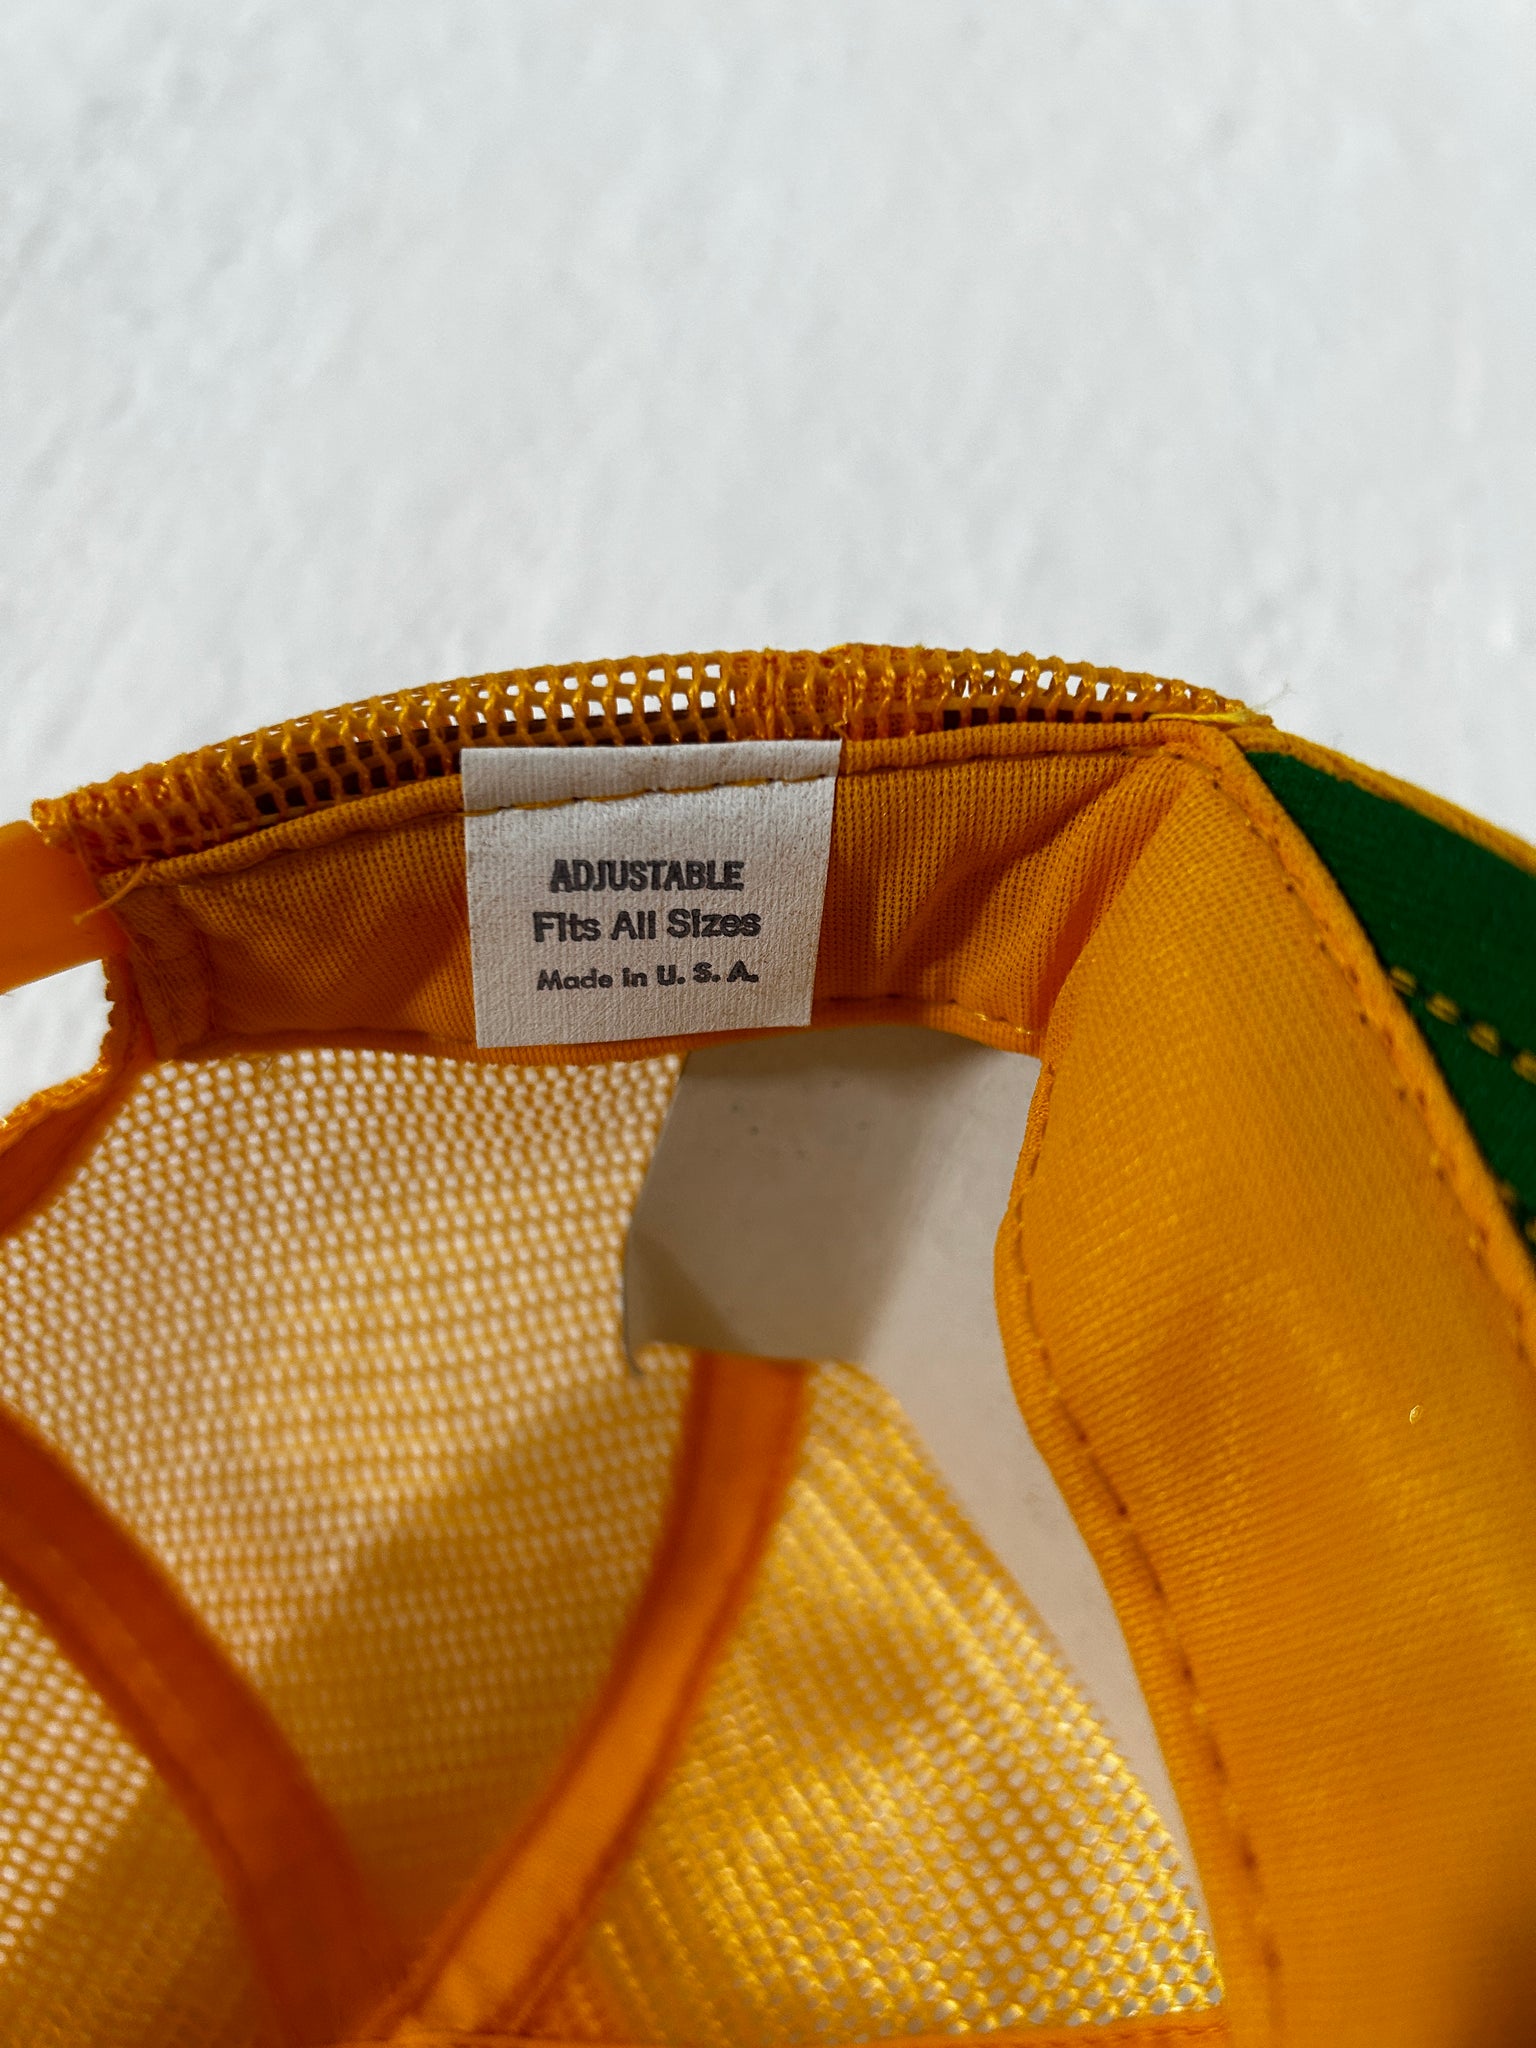 ADJUSTABLE
Fits All Sizes
Made in U. S. A.